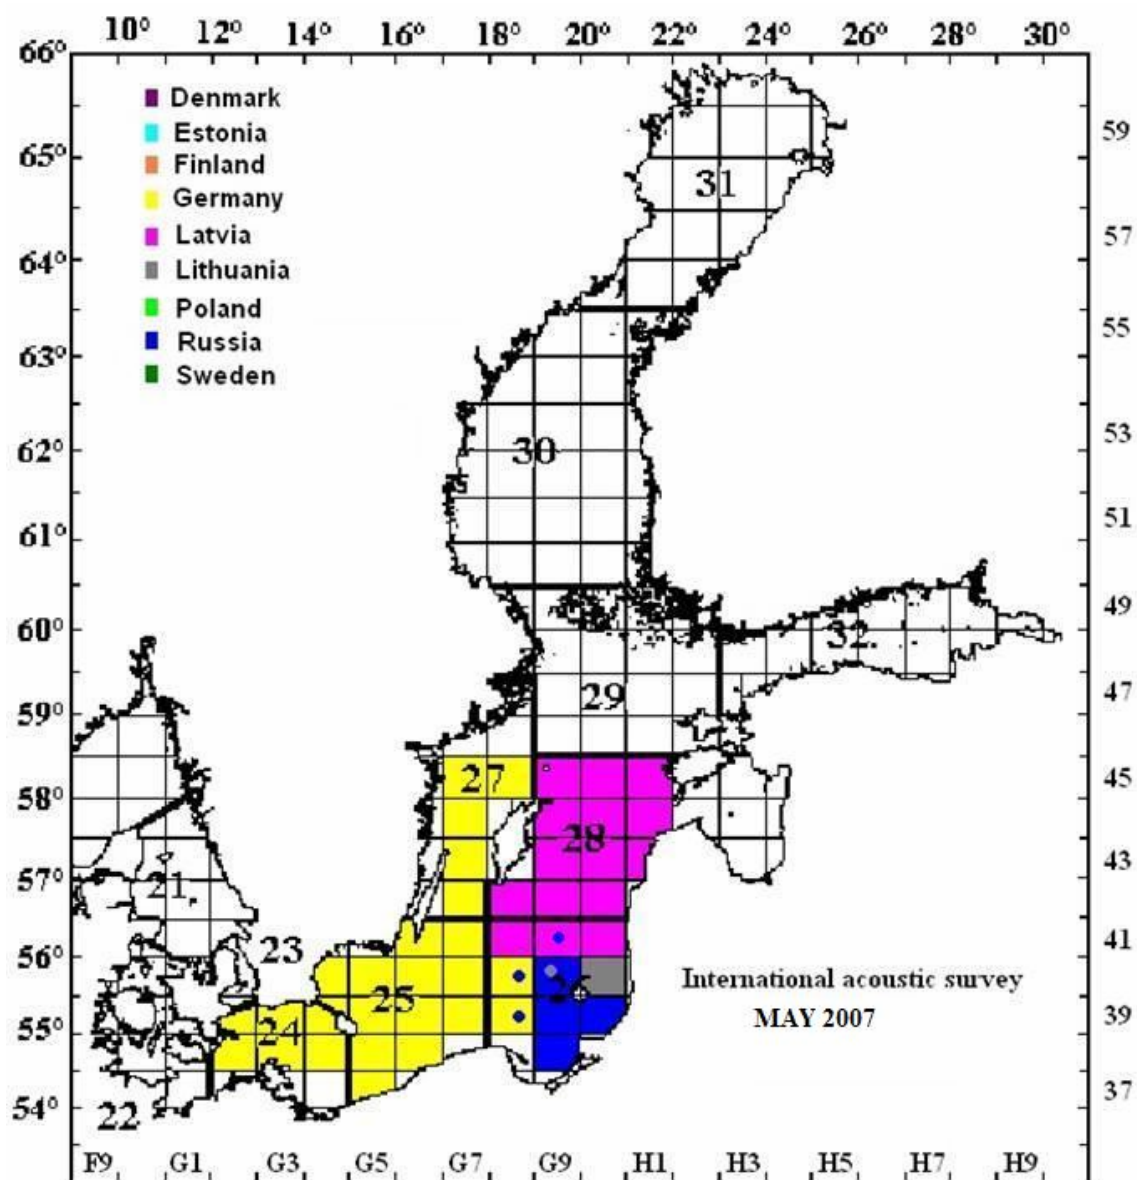 10° 12° 14° 16° 18° 20° 22° 24° 26° 28° 30°
66°
Denmark
Estonia
59
65°
Finland
31
Germany
Latvia
57
64°
Lithuania
Poland
55
Russia
63°
Sweden
53
62°
30
51
61°
49
60°
32
29
47
59°
27
45
58°
28
43
57°
21
41
56°
23
International acoustic survey
26
25
MAY 2007
39
55°
24
37
54°
22
F9 G1 G3 G5 G7 G9 H1 H3 H5 H7 H9